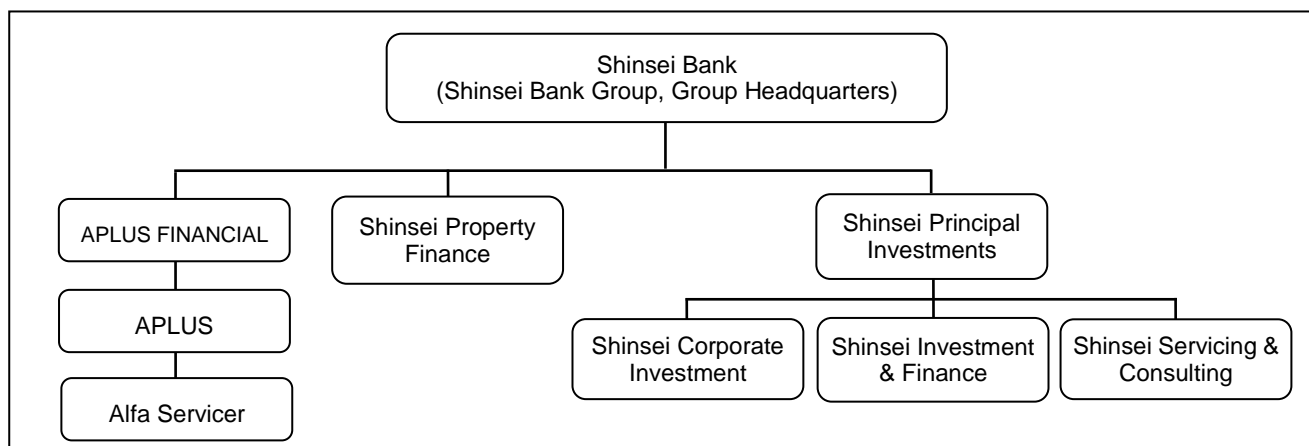 Shinsei Bank
(Shinsei Bank Group, Group Headquarters)
APLUS FINANCIAL
Shinsei Property
Finance
Shinsei Principal
Investments
APLUS
Shinsei Corporate
Investment
Shinsei Investment
& Finance
Shinsei Servicing &
Consulting
Alfa Servicer